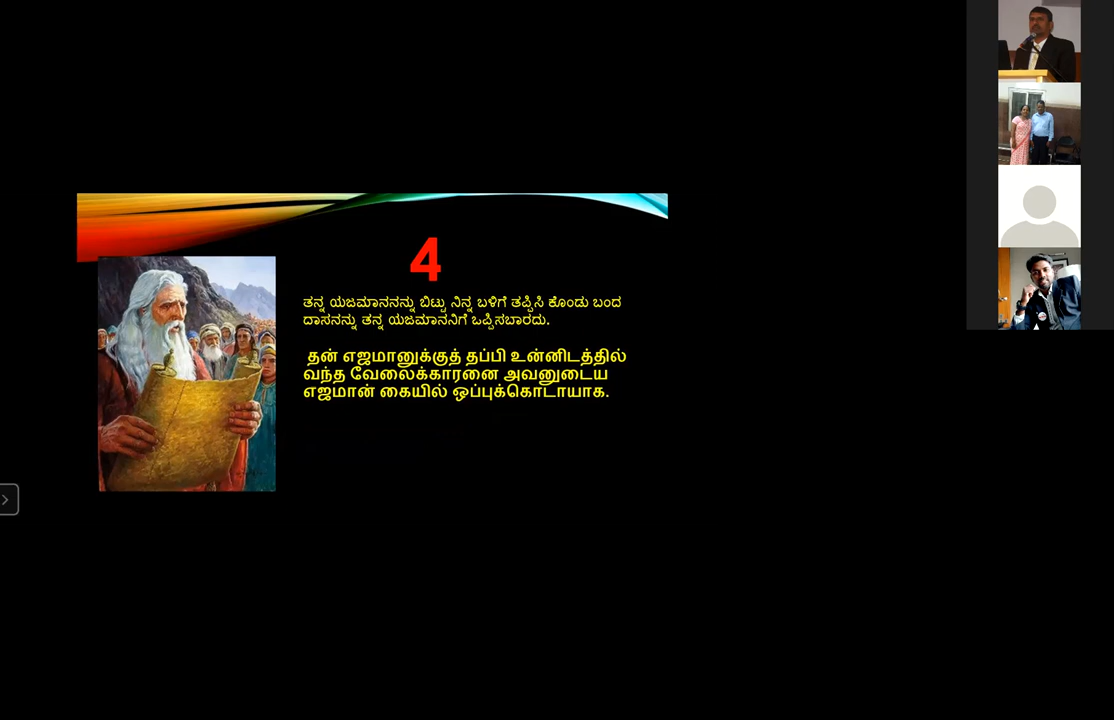 4
ತನ್ನ ಯಜಮಾನನನ್ನು ಬಿಟ್ಟು ನಿನ್ನ ಬಳಿಗೆ ತಪ್ಪಿಸಿ ಕೊಂಡು ಬಂದ
ದಾಸನನ್ನು ತನ್ನ ಯಜಮಾನನಿಗೆ ಒಪ್ಪಿಸಬಾರದು.
தன் எஜமானுக்குத் தப்பி உன்னிடத்தில்
வந்த வேலைக்காரனை அவனுடைய
எஜமான் கையில் ஒப்புக்கொடாயாக.